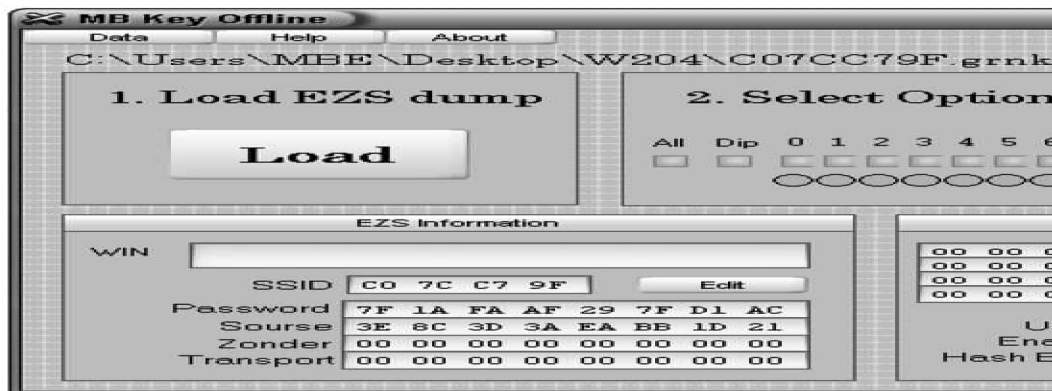 MB Key Offline
Data Help About
C:\Users\MBE\Desktop\W204\C07CC79F.grnk
1. Load EZS dump
Load
2. Select Option
All Dip 0 1 2 3 4 5 6
EZS Information
WIN
SSID C0 7C C7 9F Edit
Password 7F 1A FA AF 29 7F D1 AC
Sourse 3E 8C 3D 3A EA BB 1D 21
Zonder 00 00 00 00 00 00 00 00
Transport 00 00 00 00 00 00 00 00
00 00
00 00
00 00
00 00
U
Ena
Hash E